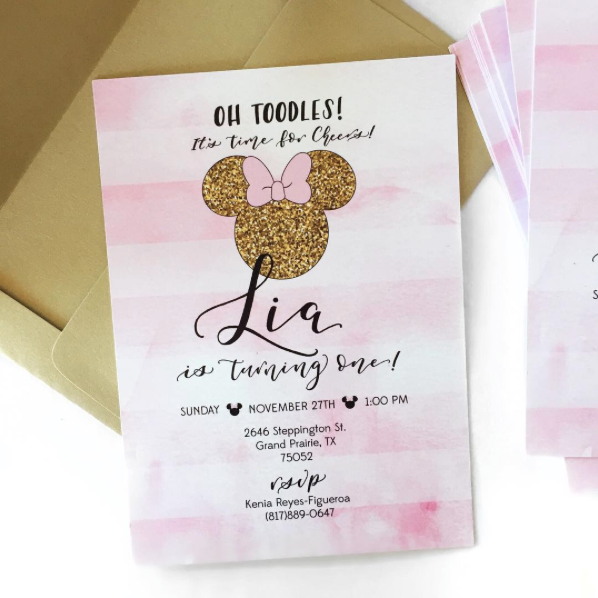 OH TOODLES!
It's time for Cheers!
Lia
is turning one!
SUNDAY NOVEMBER 27TH 1:00 PM
2646 Steppington St.
Grand Prairie, TX
75052
rsvp
Kenia Reyes-Figueroa
(817)889-0647